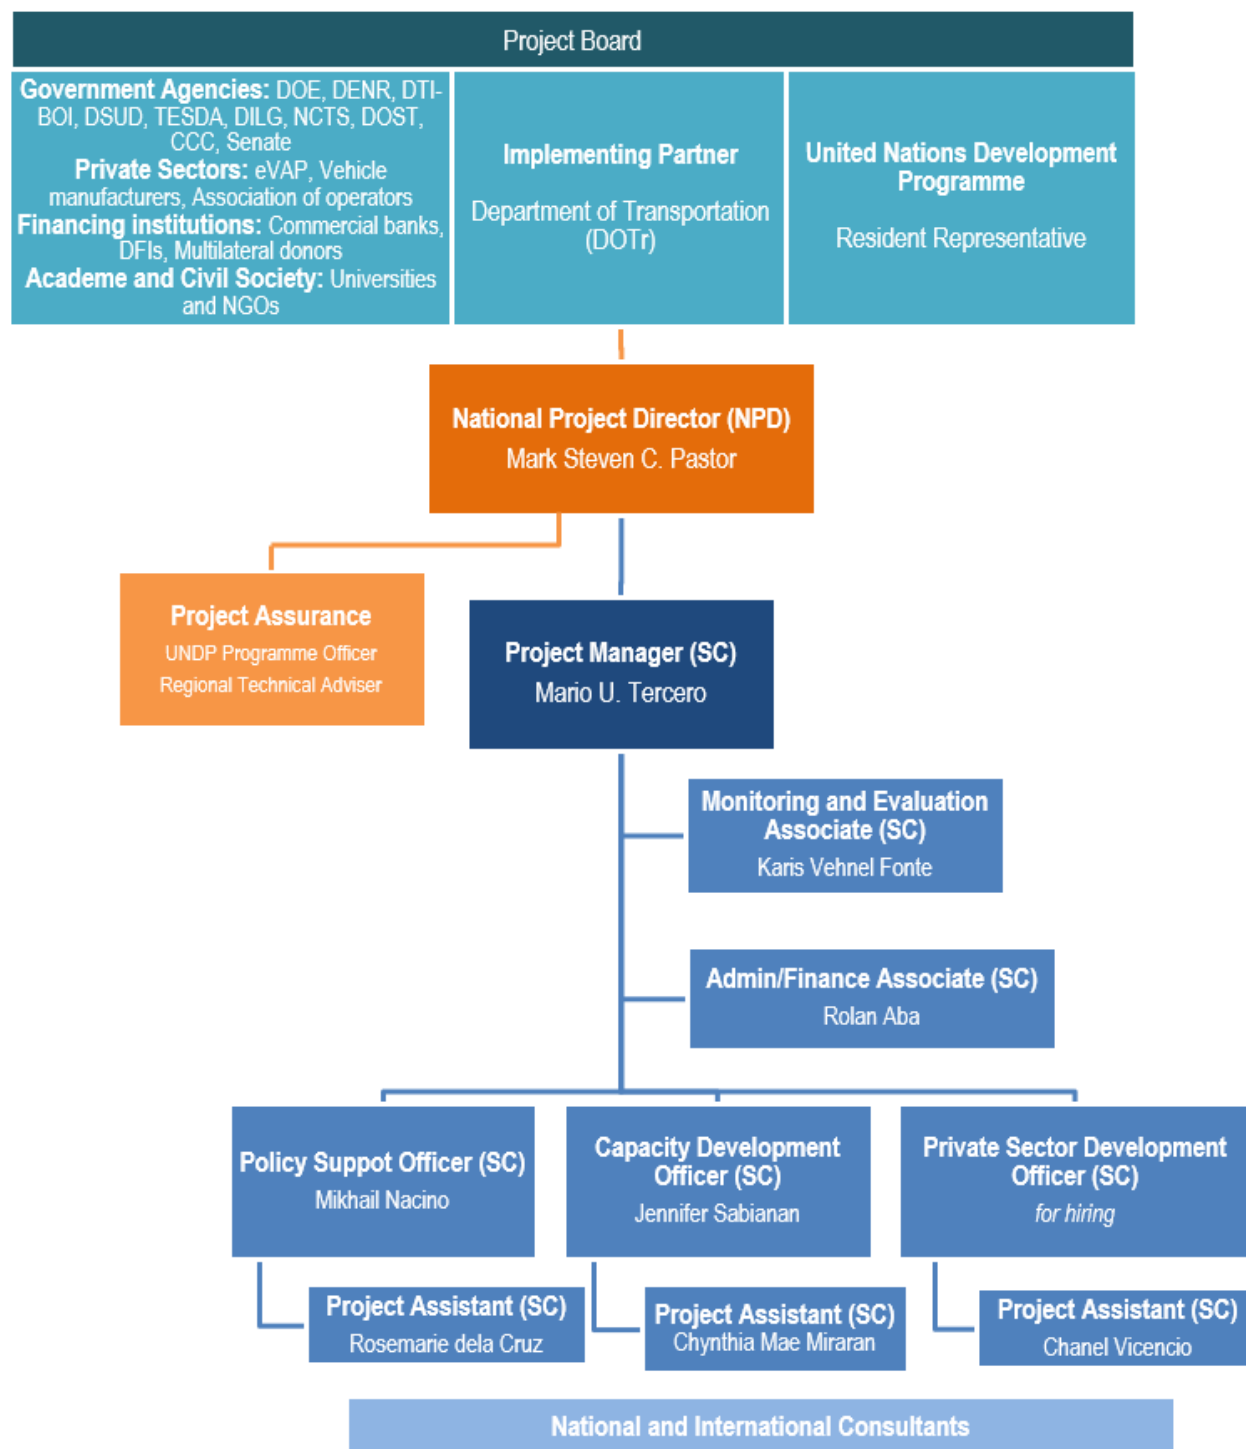 Project Board
Government Agencies: DOE, DENR, DTI-
BOI, DSUD, TESDA, DILG, NCTS, DOST,
CCC, Senate
Private Sectors: eVAP, Vehicle
manufacturers, Association of operators
Financing institutions: Commercial banks,
DFIs, Multilateral donors
Academe and Civil Society: Universities
and NGOs
Implementing Partner
Department of Transportation
(DOTr)
United Nations Development
Programme
Resident Representative
National Project Director (NPD)
Mark Steven C. Pastor
Project Assurance
UNDP Programme Officer
Regional Technical Adviser
Project Manager (SC)
Mario U. Tercero
Monitoring and Evaluation
Associate (SC)
Karis Vehnel Fonte
Admin/Finance Associate (SC)
Rolan Aba
Policy Suppot Officer (SC)
Mikhail Nacino
Capacity Development
Officer (SC)
Jennifer Sabianan
Private Sector Development
Officer (SC)
for hiring
Project Assistant (SC)
Rosemarie dela Cruz
Project Assistant (SC)
Chynthia Mae Miraran
Project Assistant (SC)
Chanel Vicencio
National and International Consultants